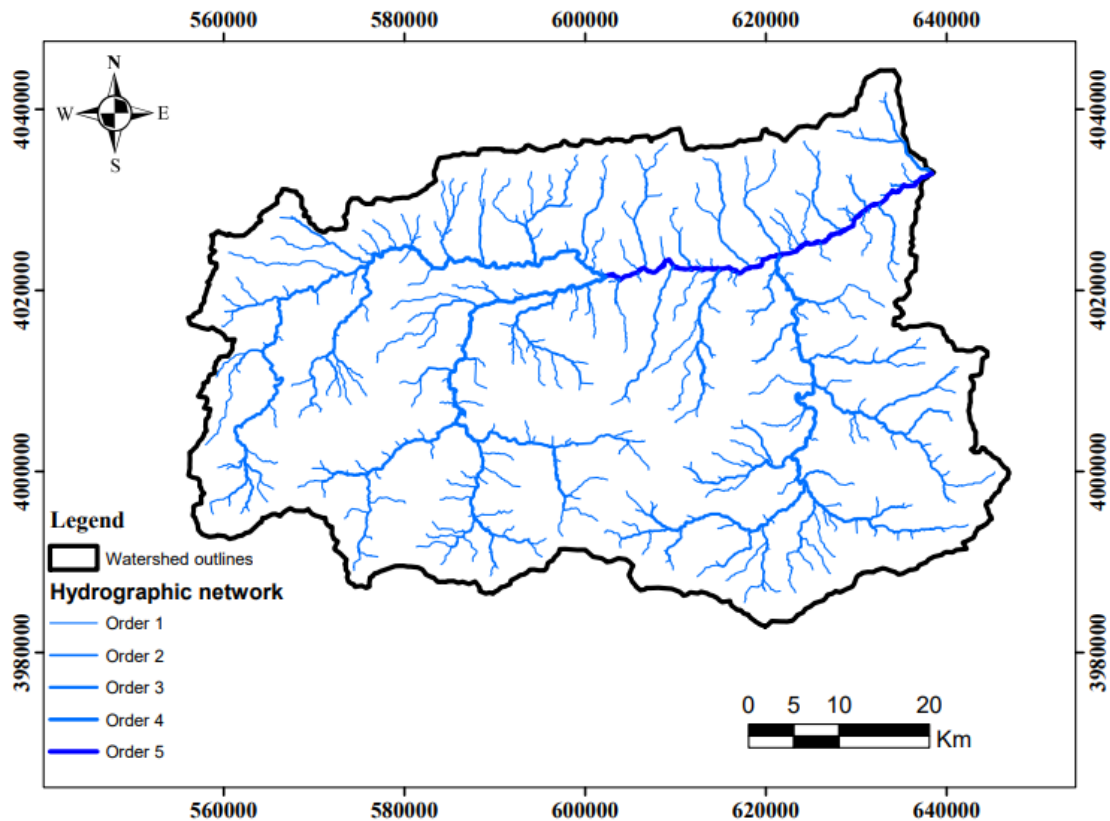 560000 580000 600000 620000 640000
N
W E
S
4040000 4040000
4020000 4020000
4000000 4000000
3980000 3980000
Legend
Watershed outlines
Hydrographic network
Order 1
Order 2
Order 3
Order 4
Order 5
0 5 10 20
Km
560000 580000 600000 620000 640000